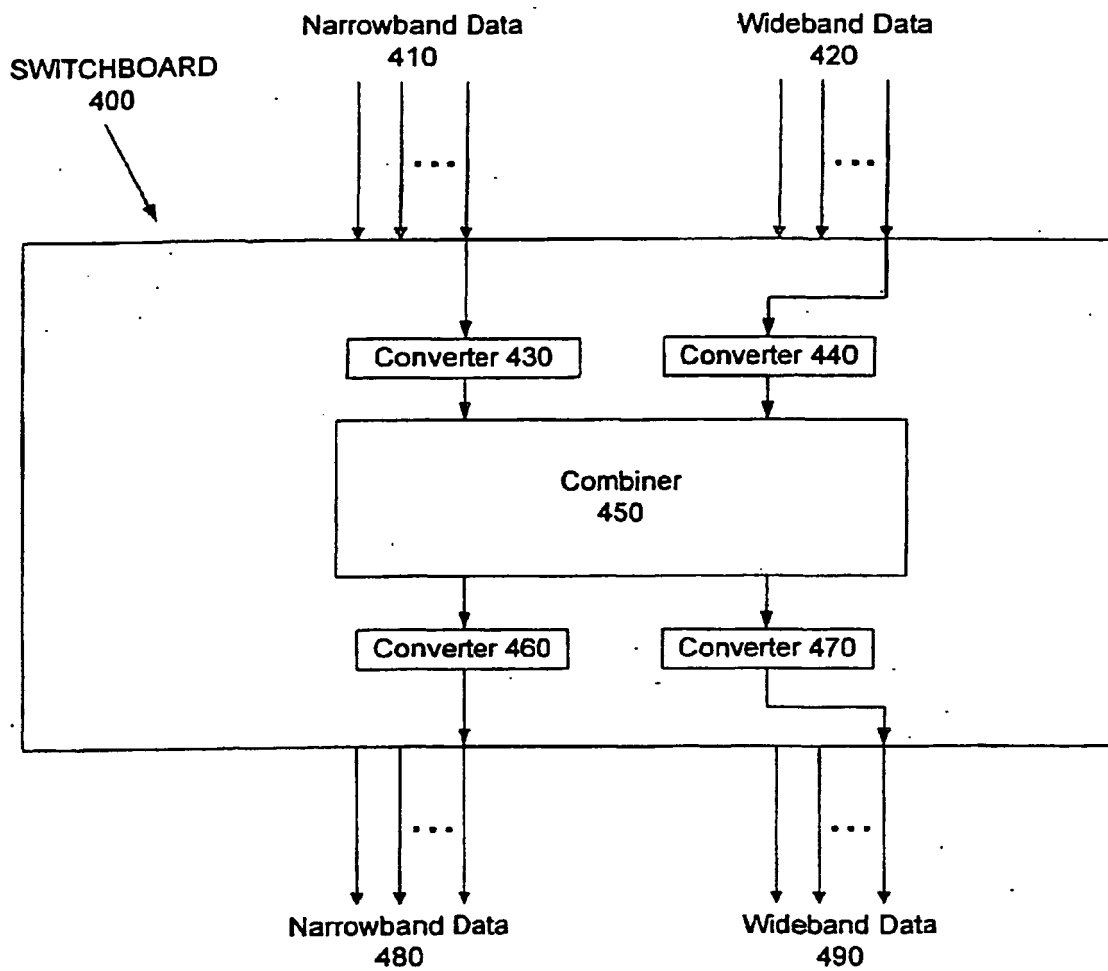 Narrowband Data
410
Wideband Data
420
SWITCHBOARD
400
Converter 430
Converter 440
Combiner
450
Converter 460
Converter 470
Narrowband Data
480
Wideband Data
490